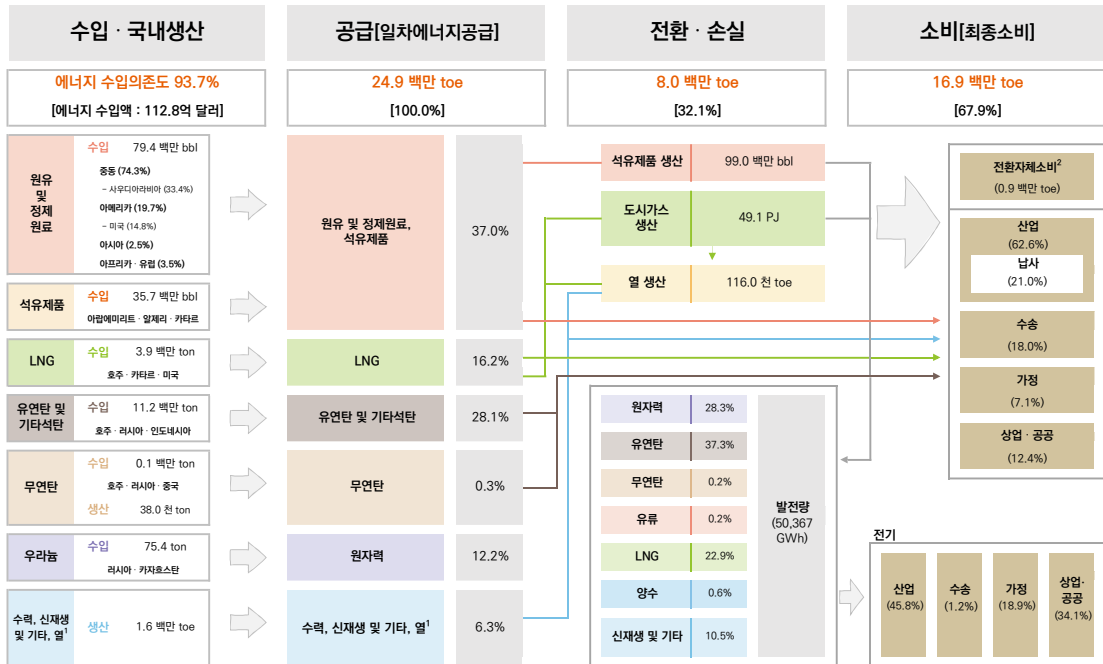 수입 · 국내생산
공급[일차에너지공급]
전환 · 손실
소비[최종소비]
에너지 수입의존도 93.7%
[에너지 수입액 : 112.8억 달러]
24.9 백만 toe
[100.0%]
8.0 백만 toe
[32.1%]
16.9 백만 toe
[67.9%]
원유
및
정제
원료
수입 79.4 백만 bbl
중동 (74.3%)
– 사우디아라비아 (33.4%)
아메리카 (19.7%)
– 미국 (14.8%)
아시아 (2.5%)
아프리카 · 유럽 (3.5%)
석유제품
수입 35.7 백만 bbl
아랍에미리트 · 알제리 · 카타르
LNG
수입 3.9 백만 ton
호주 · 카타르 · 미국
유연탄 및
기타석탄
수입 11.2 백만 ton
호주 · 러시아 · 인도네시아
무연탄
수입 0.1 백만 ton
호주 · 러시아 · 중국
생산 38.0 천 ton
우라늄
수입 75.4 ton
러시아 · 카자흐스탄
수력, 신재생
및 기타, 열1
생산 1.6 백만 toe
원유 및 정제원료,
석유제품
37.0%
LNG
16.2%
유연탄 및 기타석탄
28.1%
무연탄
0.3%
원자력
12.2%
수력, 신재생 및 기타, 열1
6.3%
석유제품 생산 99.0 백만 bbl
도시가스
생산
49.1 PJ
열 생산 116.0 천 toe
원자력 28.3%
유연탄 37.3%
무연탄 0.2%
유류 0.2%
LNG 22.9%
양수 0.6%
신재생 및 기타 10.5%
발전량
(50,367
GWh)
전환자체소비2
(0.9 백만 toe)
산업
(62.6%)
납사
(21.0%)
수송
(18.0%)
가정
(7.1%)
상업 · 공공
(12.4%)
전기
산업
(45.8%)
수송
(1.2%)
가정
(18.9%)
상업·
공공
(34.1%)